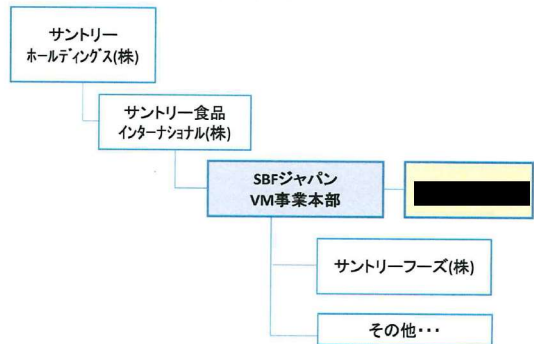 サントリー
ホールディングス(株)
サントリー食品
インターナショナル(株)
SBFジャパン
VM事業本部
サントリーフーズ(株)
その他・・・